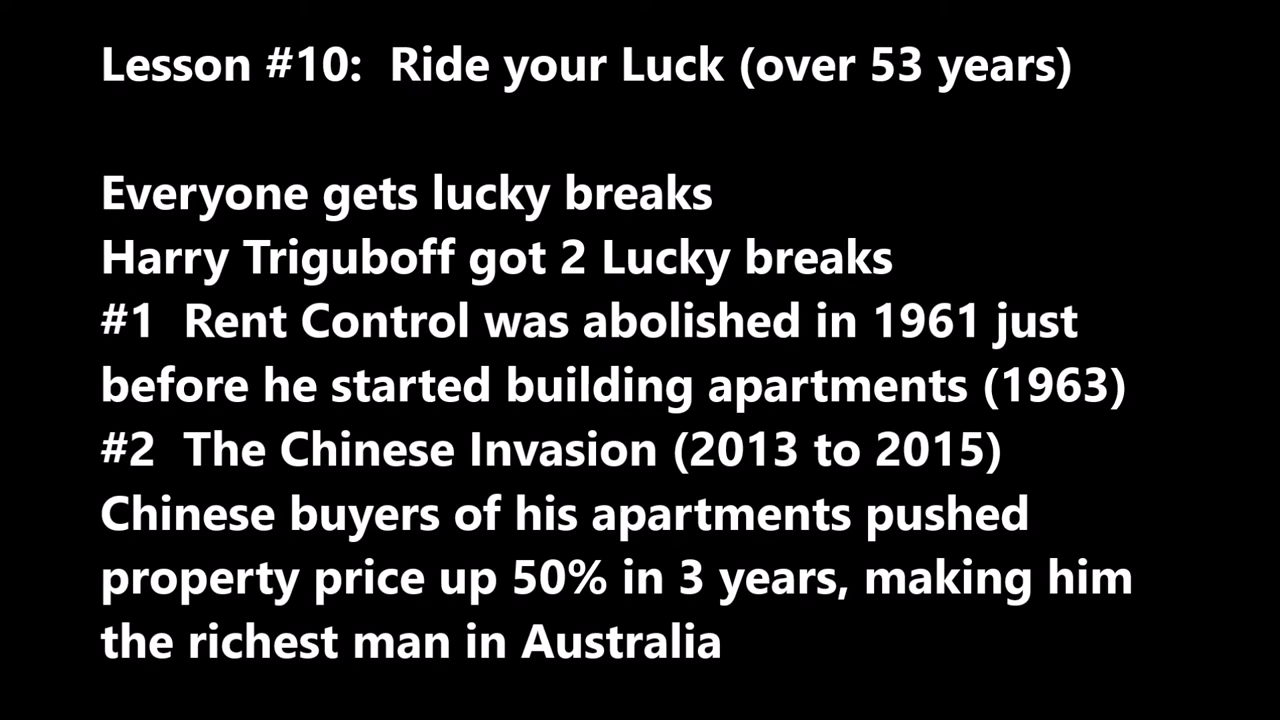 Lesson #10:  Ride your Luck (over 53 years)
Everyone gets lucky breaks
Harry Triguboff got 2 Lucky breaks
#1  Rent Control was abolished in 1961 just
before he started building apartments (1963)
#2  The Chinese Invasion (2013 to 2015)
Chinese buyers of his apartments pushed
property price up 50% in 3 years, making him
the richest man in Australia